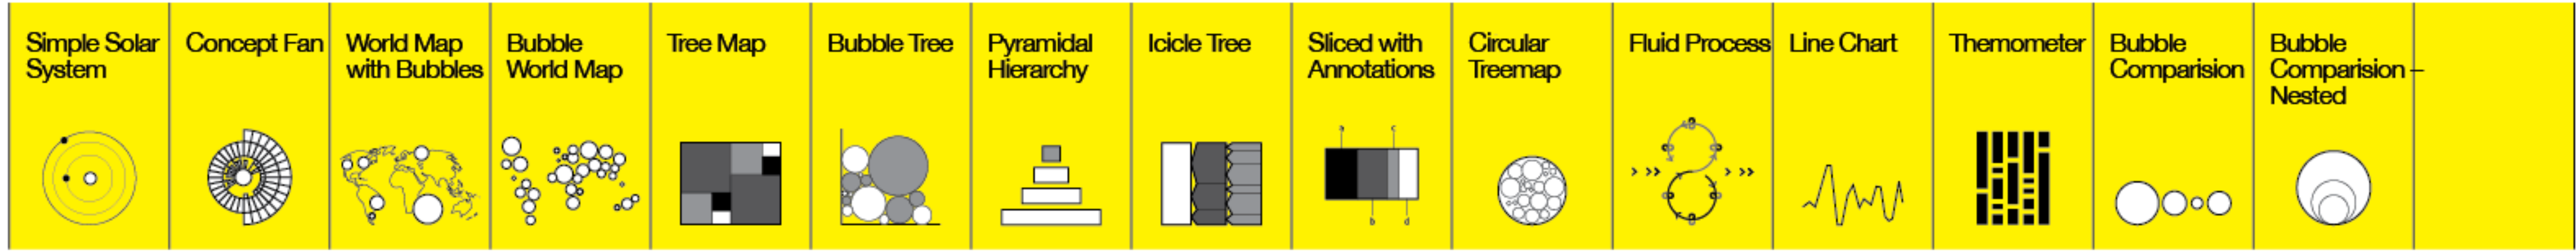 Simple Solar
System
Concept Fan
World Map
with Bubbles
Bubble
World Map
Tree Map
Bubble Tree
Pyramidal
Hierarchy
Icicle Tree
Sliced with
Annotations
a
c
b
d
Circular
Treemap
Fluid Process
Line Chart
Themometer
Bubble
Comparision
Bubble
Comparision –
Nested